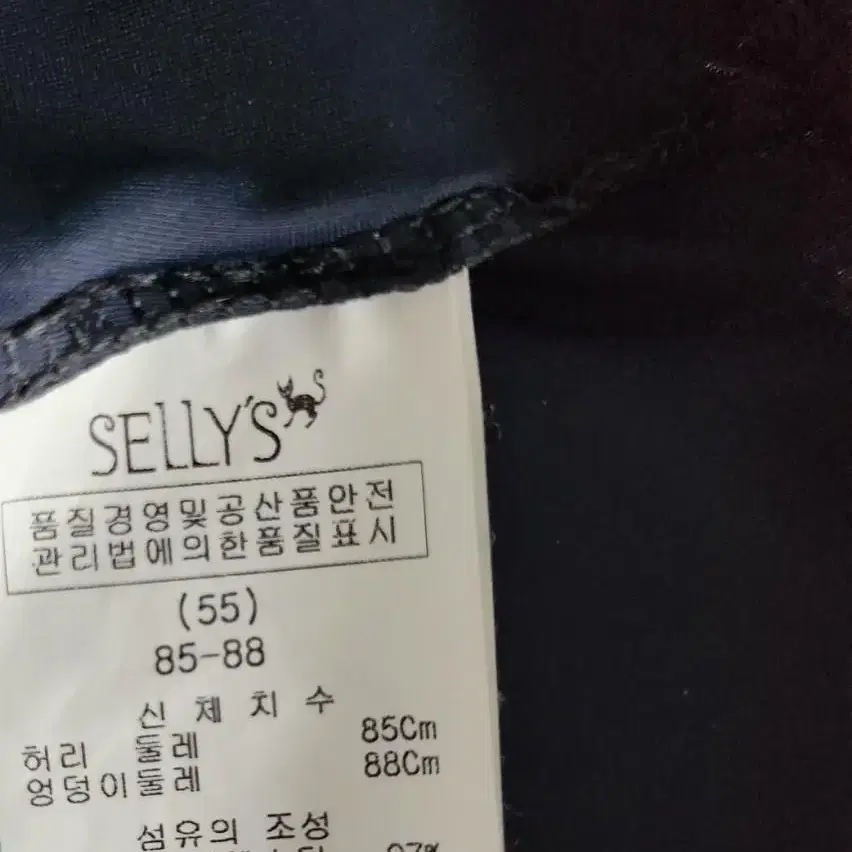 SELLY'S
품질경영및공산품안전
관리법에의한품질표시
(55)
85-88
신 체 치 수
허리 둘레 85Cm
엉덩이둘레 88Cm
섬유의 조성